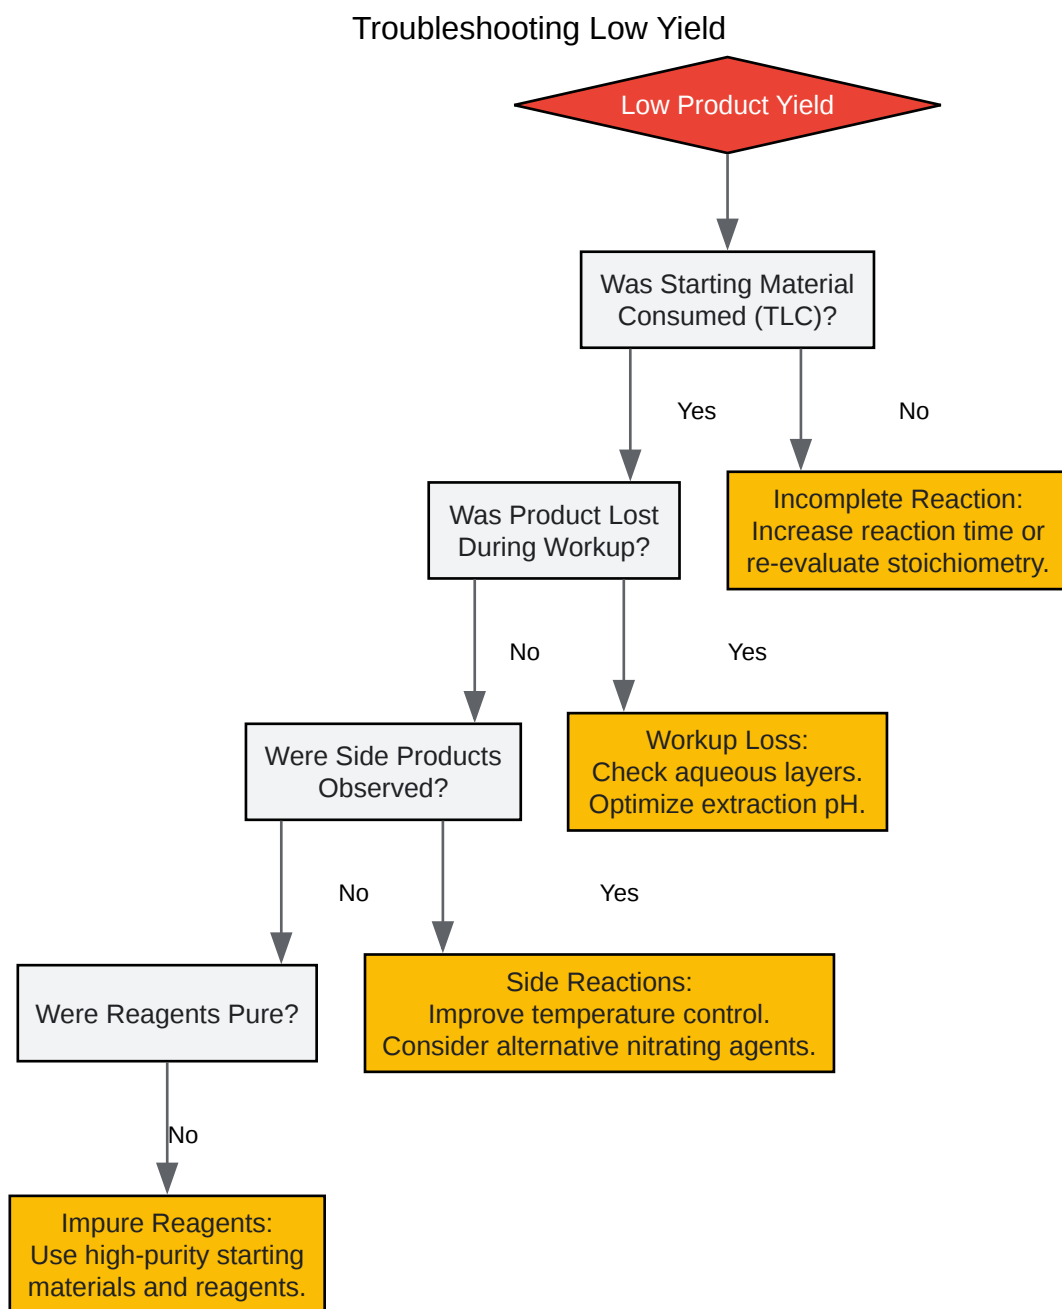 Troubleshooting Low Yield
Low Product Yield
Was Starting Material
Consumed (TLC)?
Yes
No
Was Product Lost
During Workup?
Incomplete Reaction:
Increase reaction time or
re-evaluate stoichiometry.
No
Yes
Were Side Products
Observed?
Workup Loss:
Check aqueous layers.
Optimize extraction pH.
No
Yes
Were Reagents Pure?
Side Reactions:
Improve temperature control.
Consider alternative nitrating agents.
No
Impure Reagents:
Use high-purity starting
materials and reagents.